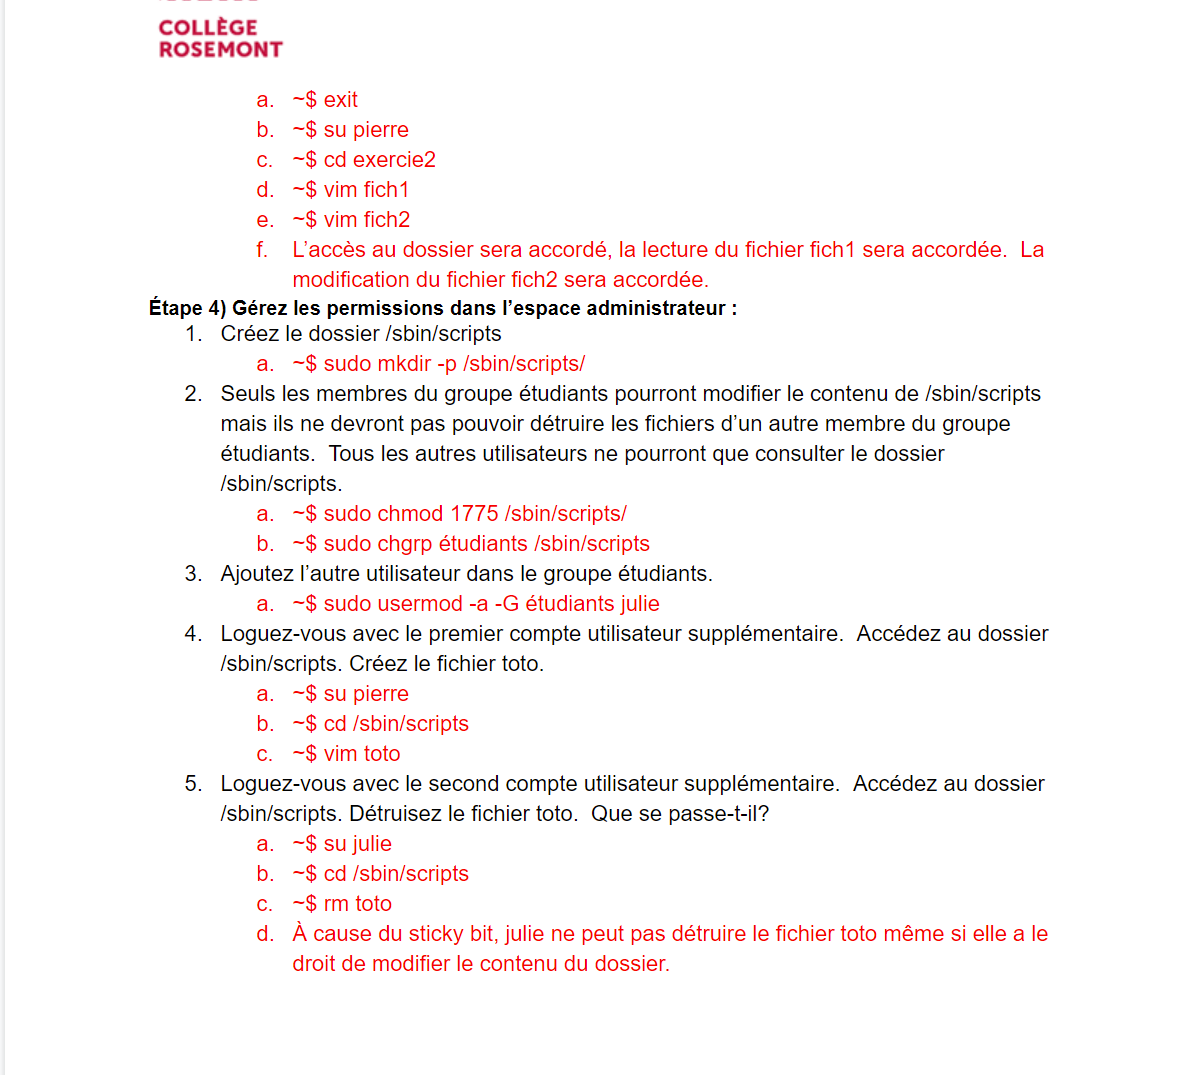 COLLÈGE
ROSEMONT
a. ~$ exit
b. ~$ su pierre
c. ~$ cd exercie2
d. ~$ vim fich1
e. ~$ vim fich2
f. L’accès au dossier sera accordé, la lecture du fichier fich1 sera accordée. La
modification du fichier fich2 sera accordée.
Étape 4) Gérez les permissions dans l’espace administrateur :
1. Créez le dossier /sbin/scripts
a. ~$ sudo mkdir -p /sbin/scripts/
2. Seuls les membres du groupe étudiants pourront modifier le contenu de /sbin/scripts
mais ils ne devront pas pouvoir détruire les fichiers d’un autre membre du groupe
étudiants. Tous les autres utilisateurs ne pourront que consulter le dossier
/sbin/scripts.
a. ~$ sudo chmod 1775 /sbin/scripts/
b. ~$ sudo chgrp étudiants /sbin/scripts
3. Ajoutez l’autre utilisateur dans le groupe étudiants.
a. ~$ sudo usermod -a -G étudiants julie
4. Loguez-vous avec le premier compte utilisateur supplémentaire. Accédez au dossier
/sbin/scripts. Créez le fichier toto.
a. ~$ su pierre
b. ~$ cd /sbin/scripts
c. ~$ vim toto
5. Loguez-vous avec le second compte utilisateur supplémentaire. Accédez au dossier
/sbin/scripts. Détruisez le fichier toto. Que se passe-t-il?
a. ~$ su julie
b. ~$ cd /sbin/scripts
c. ~$ rm toto
d. À cause du sticky bit, julie ne peut pas détruire le fichier toto même si elle a le
droit de modifier le contenu du dossier.